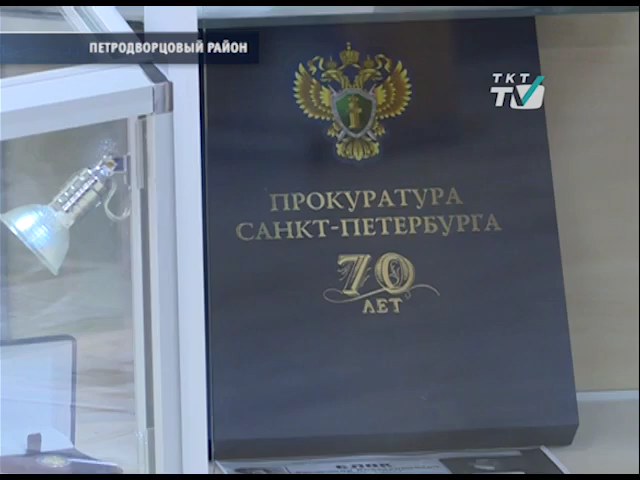 ПЕТРОДВОРЦОВЫЙ РАЙОН
ТКТ
TV
ПРОКУРАТУРА
САНКТ-ПЕТЕРБУРГА
70
ЛЕТ